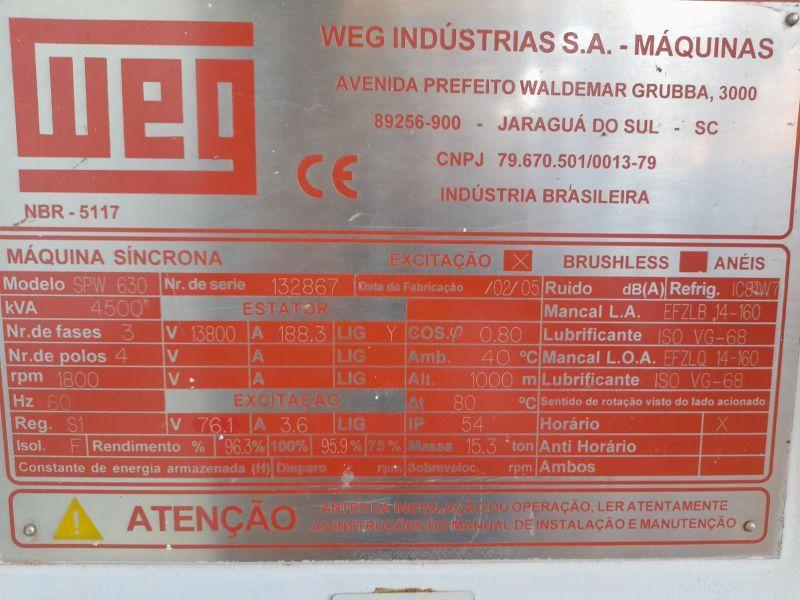 weg
WEG INDÚSTRIAS S.A. - MÁQUINAS
AVENIDA PREFEITO WALDEMAR GRUBBA, 3000
89256-900 - JARAGUÁ DO SUL - SC
CNPJ 79.670.501/0013-79
INDÚSTRIA BRASILEIRA
CE
NBR - 5117
MÁQUINA SÍNCRONA EXCITAÇÃO X BRUSHLESS ANÉIS
Modelo SPW 630 Nr. de serie 132867 Data de Fabricação /02/05 Ruido dB(A) Refrig.
kVA 4500 ESTATOR Mancal L.A. EFZLB 14-160
Nr. de fases 3 V 13800 A 188.3 LIG Y COS.φ 0.80 Lubrificante ISO VG-68
Nr. de polos 4 V A LIG Amb. 40 ºC Mancal L.O.A. EFZLQ 14-160
rpm 1800 V A LIG Alt. 1000 m Lubrificante ISO VG-68
Hz 60 EXCITAÇÃO Δt 80 ºC Sentido de rotação visto do lado acionado
Reg. S1 V 76.1 A 3.6 LIG IP 54 Horário X
Isol. F Rendimento % 96.3% 100% 95.9% 75 % Massa 15.3 ton Anti Horário
Constante de energia armazenada (H) Disparo rpm Sobreveloc. rpm Ambos
ATENÇÃO
ANTES DA INSTALAÇÃO OU OPERAÇÃO, LER ATENTAMENTE
AS INSTRUÇÕES DO MANUAL DE INSTALAÇÃO E MANUTENÇÃO